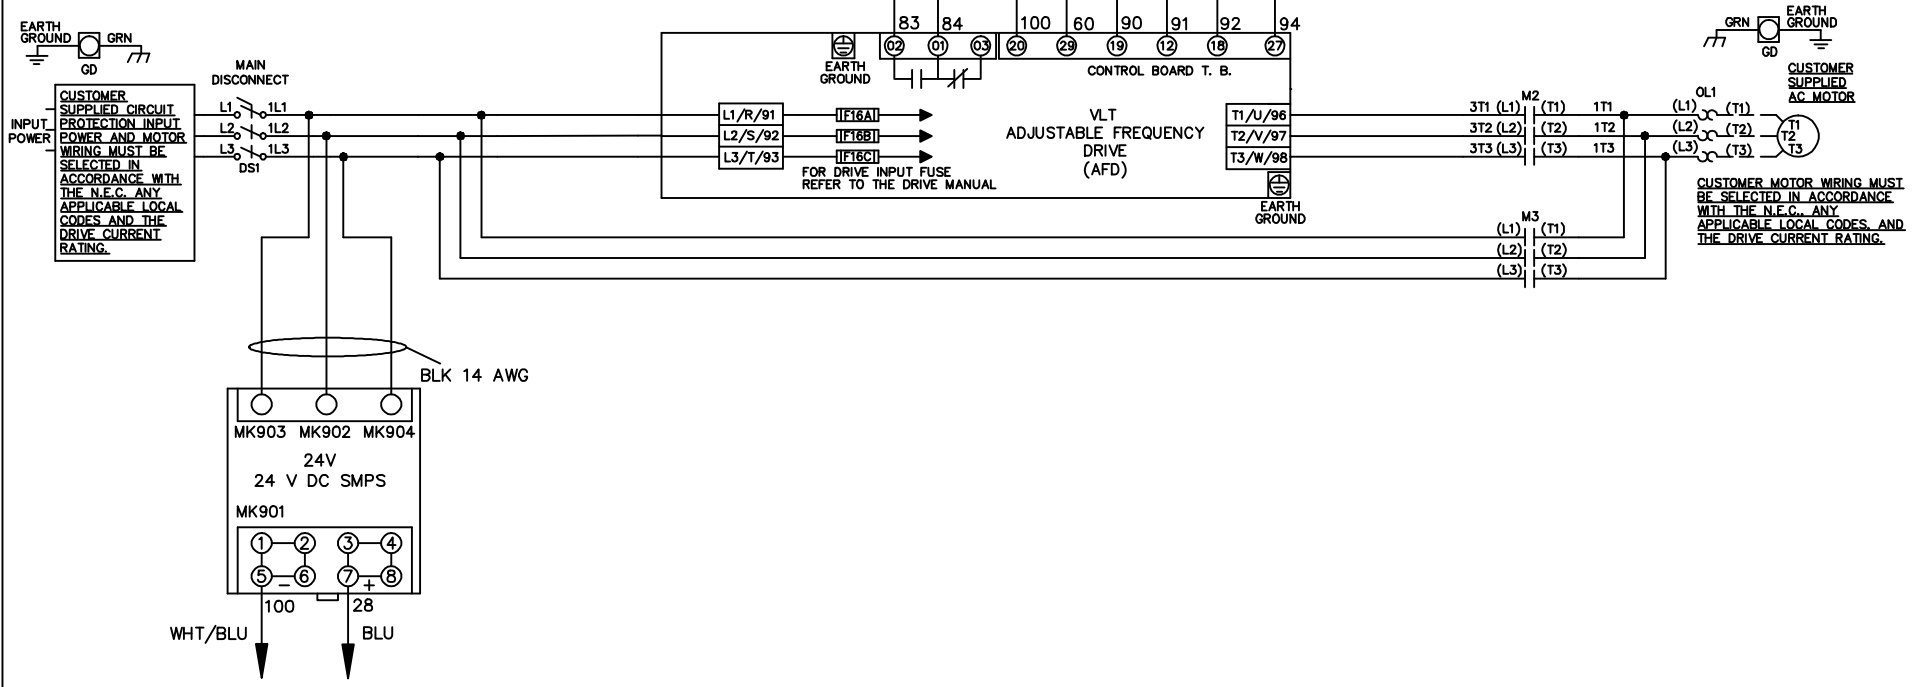 EARTH
GROUND
GRN
GD
INPUT
POWER
CUSTOMER
SUPPLIED CIRCUIT
PROTECTION INPUT
POWER AND MOTOR
WIRING MUST BE
SELECTED IN
ACCORDANCE WITH
THE N.E.C. ANY
APPLICABLE LOCAL
CODES AND THE
DRIVE CURRENT
RATING.
MAIN
DISCONNECT
L1 1L1
L2 1L2
L3 1L3
DS1
83 84 100 60 90 91 92 94
02 01 03 20 29 19 12 18 27
EARTH
GROUND
CONTROL BOARD T. B.
L1/R/91 IF16AI
L2/S/92 IF16BI
L3/T/93 IF16CI
FOR DRIVE INPUT FUSE
REFER TO THE DRIVE MANUAL
VLT
ADJUSTABLE FREQUENCY
DRIVE
(AFD)
T1/U/96
T2/V/97
T3/W/98
EARTH
GROUND
M2
3T1 (L1) (T1) 1T1
3T2 (L2) (T2) 1T2
3T3 (L3) (T3) 1T3
M3
(L1) (T1)
(L2) (T2)
(L3) (T3)
GRN
EARTH
GROUND
GD
CUSTOMER
SUPPLIED
AC MOTOR
OL1
(L1) (T1)
(L2) (T2)
(L3) (T3)
T1
T2
T3
CUSTOMER MOTOR WIRING MUST
BE SELECTED IN ACCORDANCE
WITH THE N.E.C., ANY
APPLICABLE LOCAL CODES, AND
THE DRIVE CURRENT RATING.
BLK 14 AWG
MK903 MK902 MK904
24V
24 V DC SMPS
MK901
1 2 3 4
5 6 7 8
− +
100 28
WHT/BLU BLU